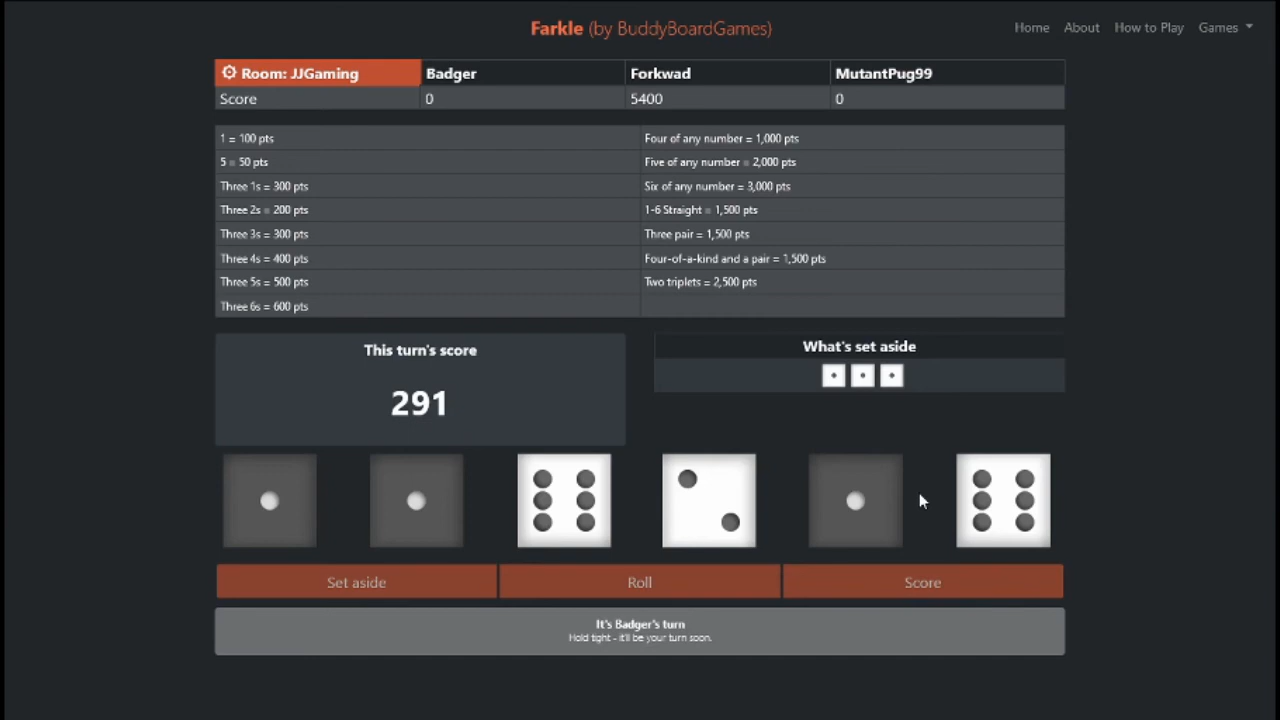 Farkle (by BuddyBoardGames)
Home About How to Play Games
Room: JJGaming Badger Forkwad MutantPug99
Score 0 5400 0
1 = 100 pts Four of any number = 1,000 pts
5 = 50 pts Five of any number = 2,000 pts
Three 1s = 300 pts Six of any number = 3,000 pts
Three 2s = 200 pts 1-6 Straight = 1,500 pts
Three 3s = 300 pts Three pair = 1,500 pts
Three 4s = 400 pts Four-of-a-kind and a pair = 1,500 pts
Three 5s = 500 pts Two triplets = 2,500 pts
Three 6s = 600 pts
This turn's score What's set aside
291
Set aside Roll Score
It's Badger's turn
Hold tight - it'll be your turn soon.